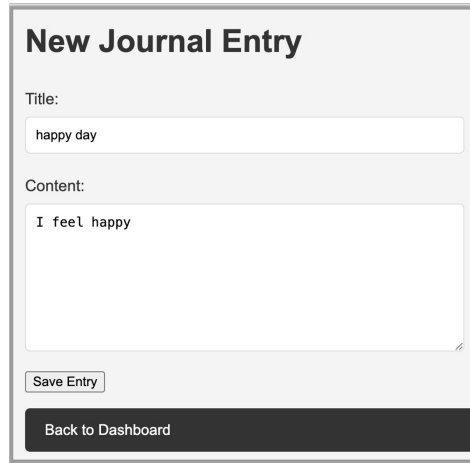 New Journal Entry
Title:
happy day
Content:
I feel happy
Save Entry
Back to Dashboard